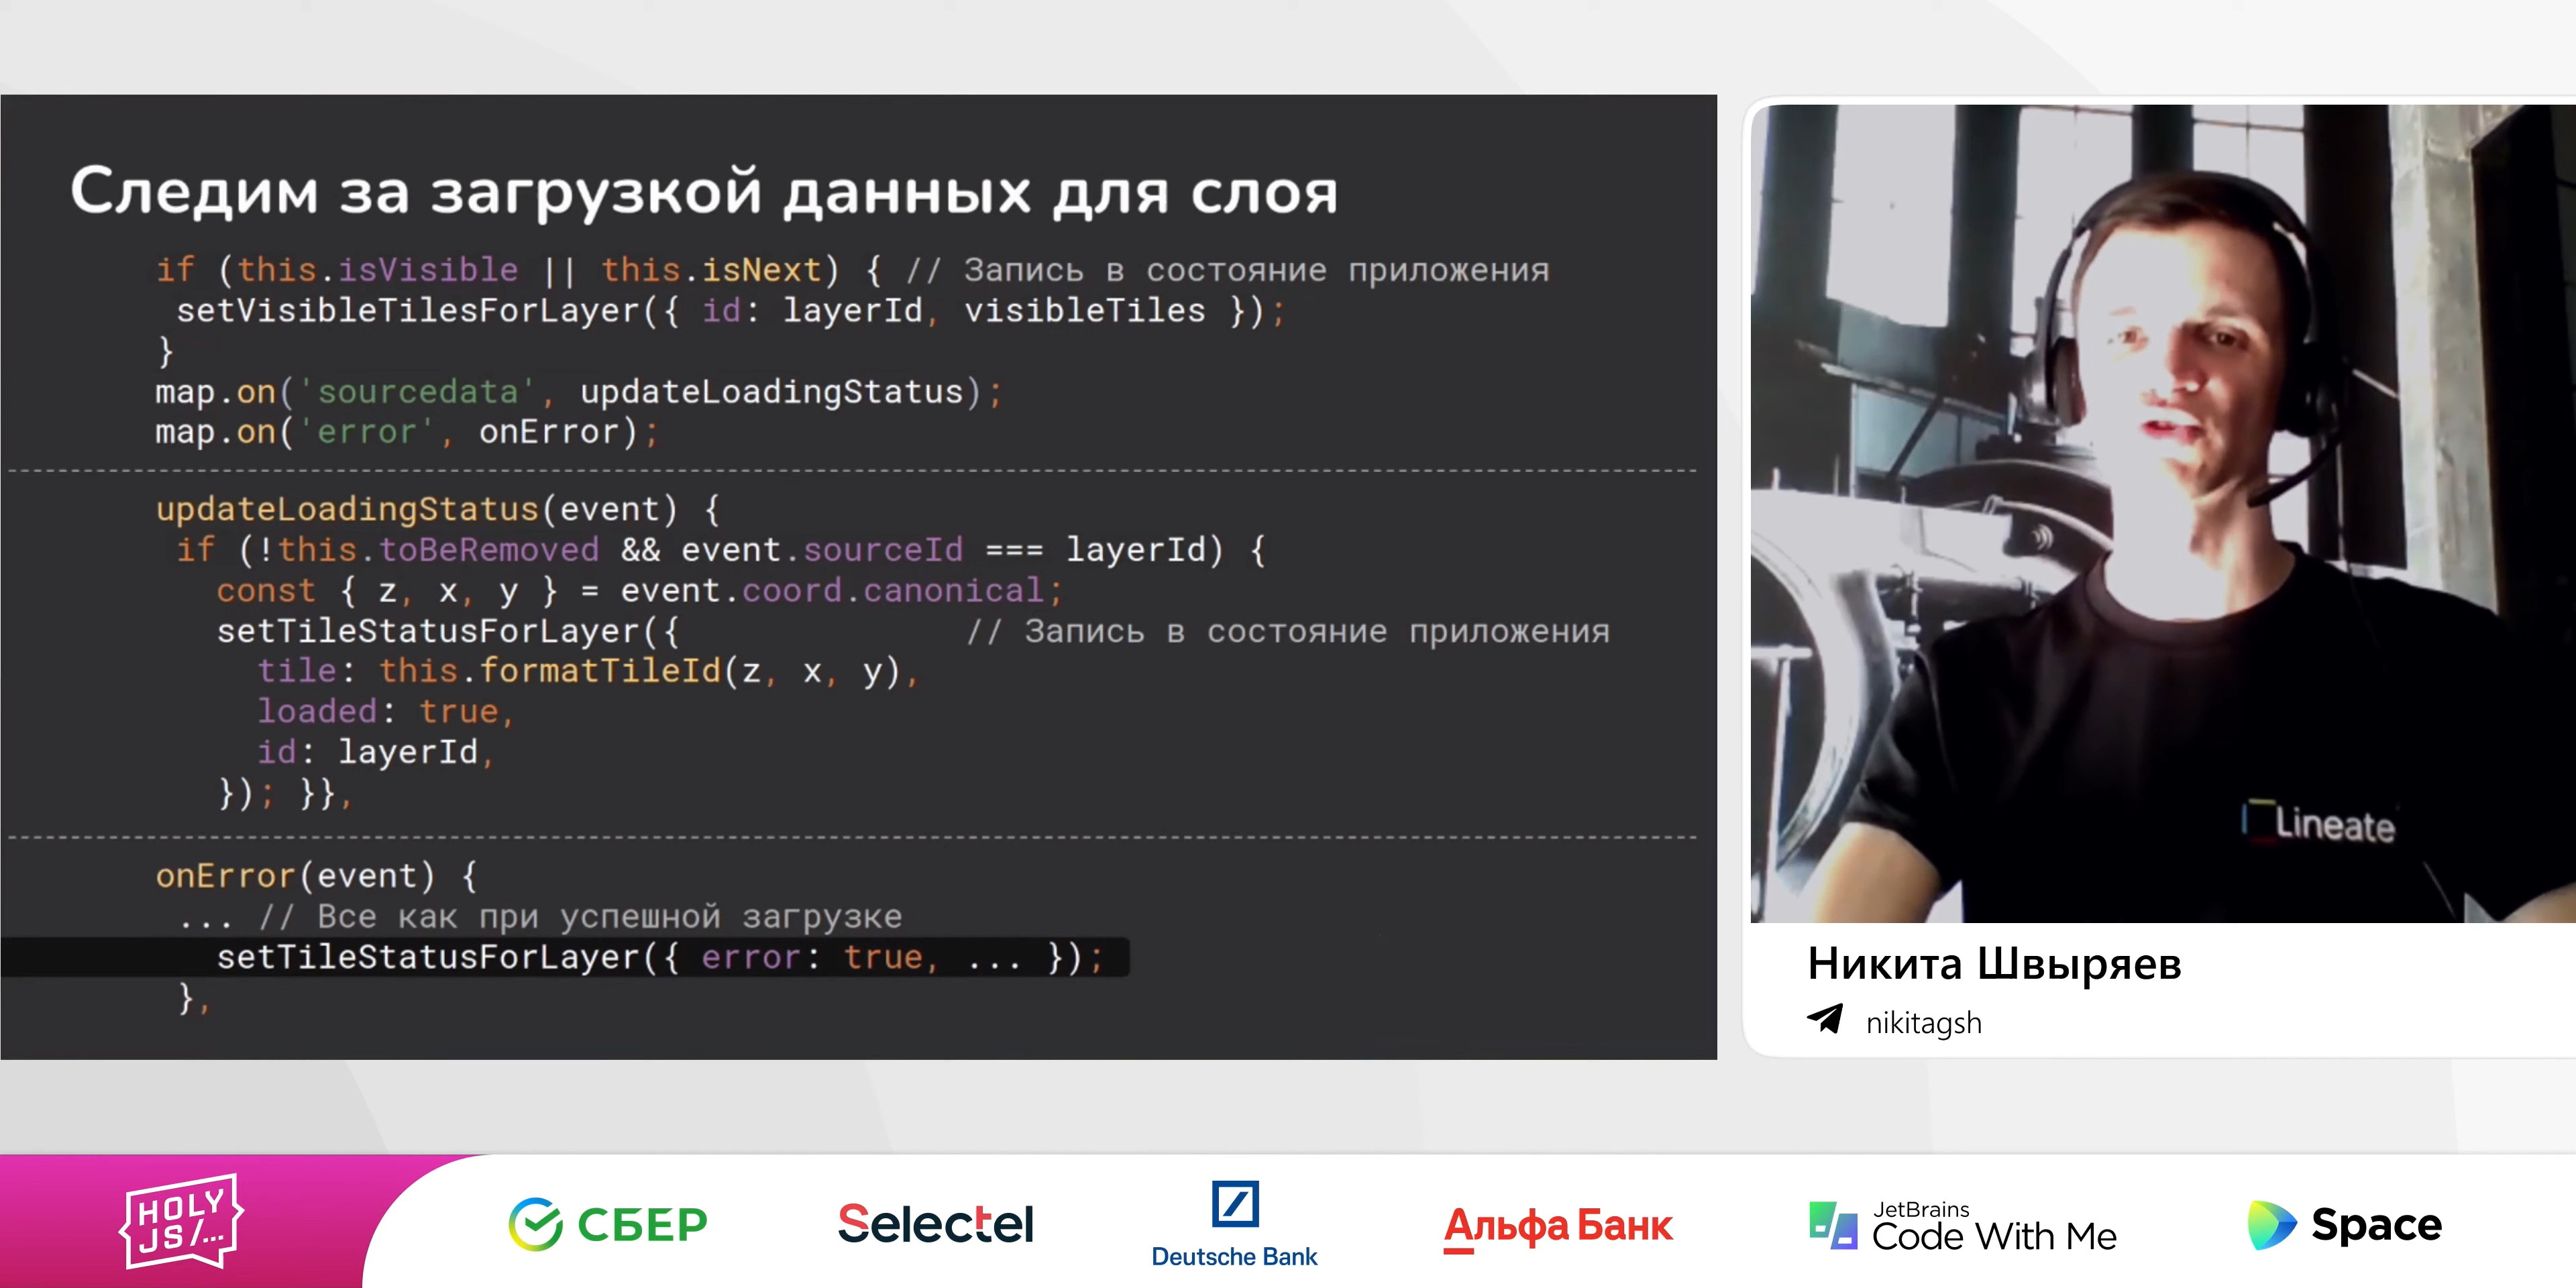 Следим за загрузкой данных для слоя
if (this.isVisible || this.isNext) { // Запись в состояние приложения
setVisibleTilesForLayer({ id: layerId, visibleTiles });
}
map.on('sourcedata', updateLoadingStatus);
map.on('error', onError);
updateLoadingStatus(event) {
if (!this.toBeRemoved && event.sourceId === layerId) {
const { z, x, y } = event.coord.canonical;
setTileStatusForLayer({ // Запись в состояние приложения
tile: this.formatTileId(z, x, y),
loaded: true,
id: layerId,
}); }},
onError(event) {
... // Все как при успешной загрузке
setTileStatusForLayer({ error: true, ... });
},
Lineate
Никита Швыряев
nikitagsh
HOLY
JS/...
СБЕР
Selectel
Deutsche Bank
Альфа Банк
JetBrains
Code With Me
Space